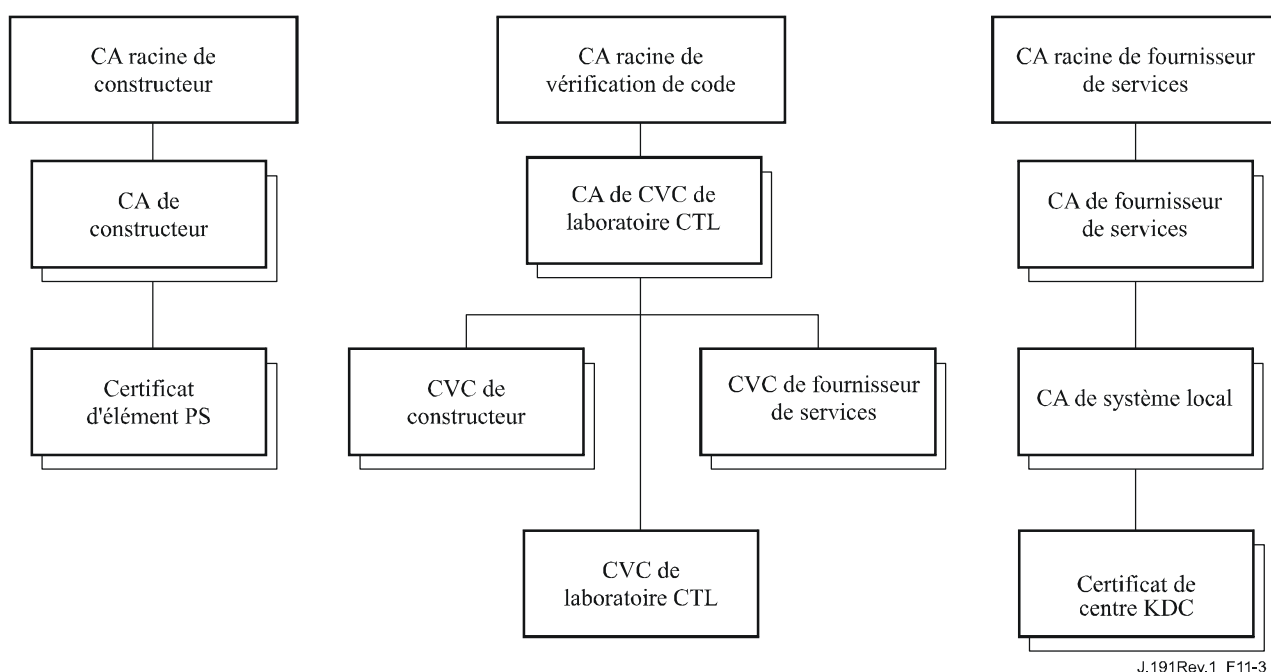 CA racine de
constructeur
CA racine de
vérification de code
CA racine de fournisseur
de services
CA de
constructeur
CA de CVC de
laboratoire CTL
CA de fournisseur
de services
Certificat
d'élément PS
CVC de
constructeur
CVC de fournisseur
de services
CA de système local
CVC de
laboratoire CTL
Certificat de
centre KDC
J.191Rev.1_F11-3